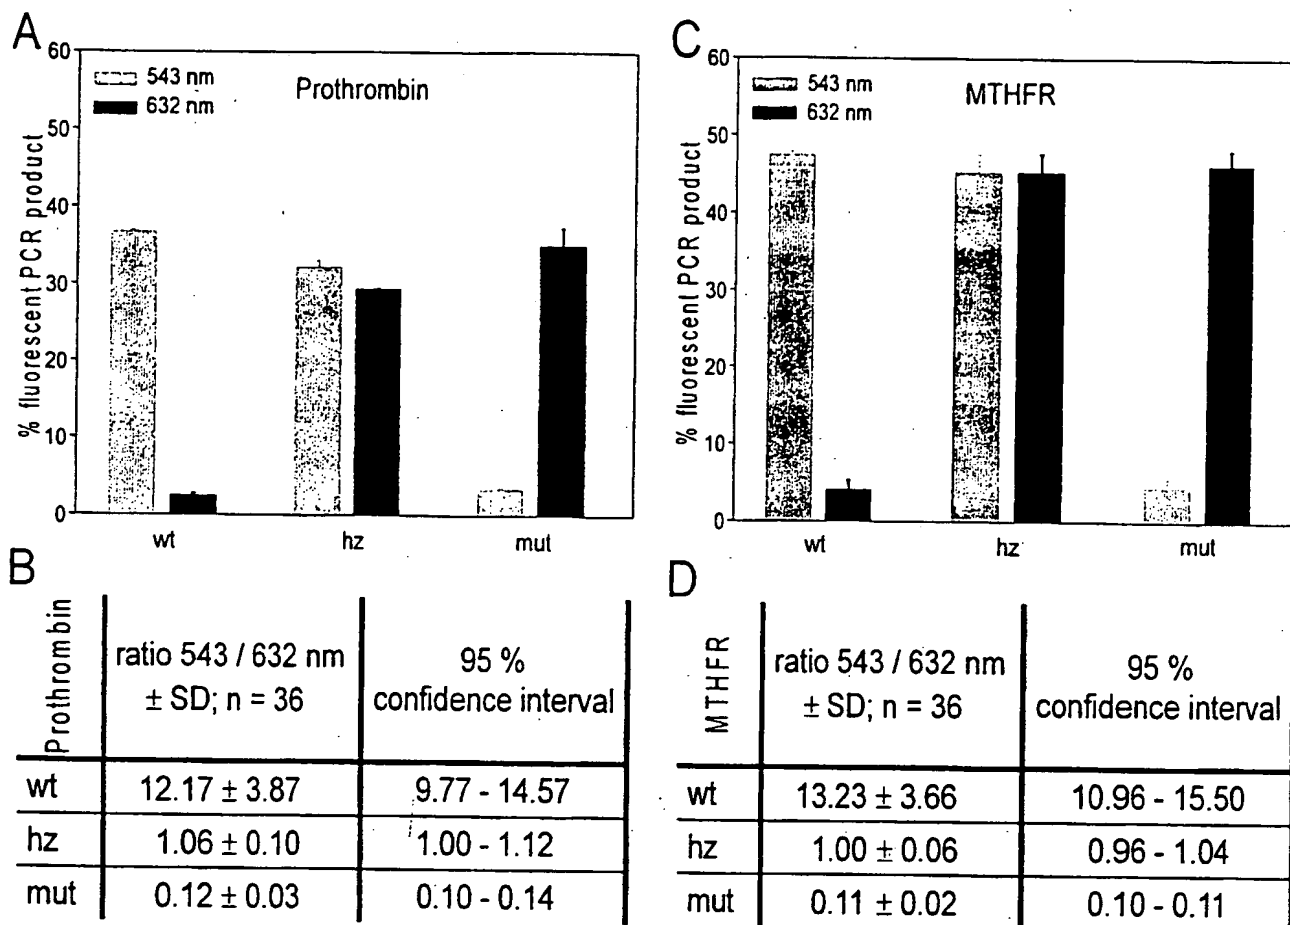 A
60
50
40
30
20
10
0
% fluorescent PCR product
543 nm
632 nm
Prothrombin
wt hz mut
C
60
50
40
30
20
10
0
% fluorescent PCR product
543 nm
632 nm
MTHFR
wt hz mut
B
Prothrombin
ratio 543 / 632 nm
± SD; n = 36
95 %
confidence interval
wt 12.17 ± 3.87 9.77 - 14.57
hz 1.06 ± 0.10 1.00 - 1.12
mut 0.12 ± 0.03 0.10 - 0.14
D
MTHFR
ratio 543 / 632 nm
± SD; n = 36
95 %
confidence interval
wt 13.23 ± 3.66 10.96 - 15.50
hz 1.00 ± 0.06 0.96 - 1.04
mut 0.11 ± 0.02 0.10 - 0.11